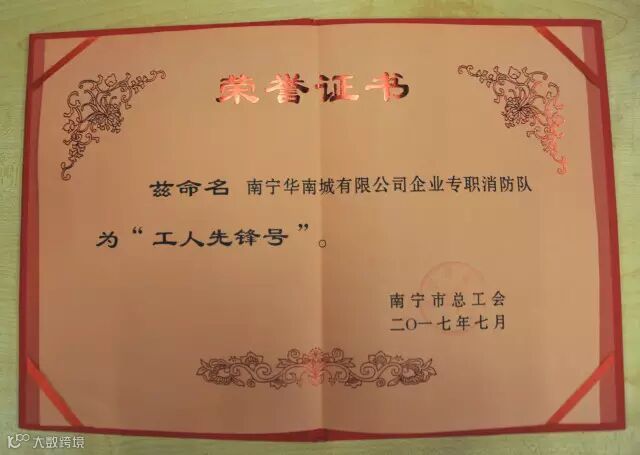 荣誉证书
兹命名 南宁华南城有限公司企业专职消防队
为“工人先锋号”。
南宁市总工会
二〇一七年七月
大数跨境